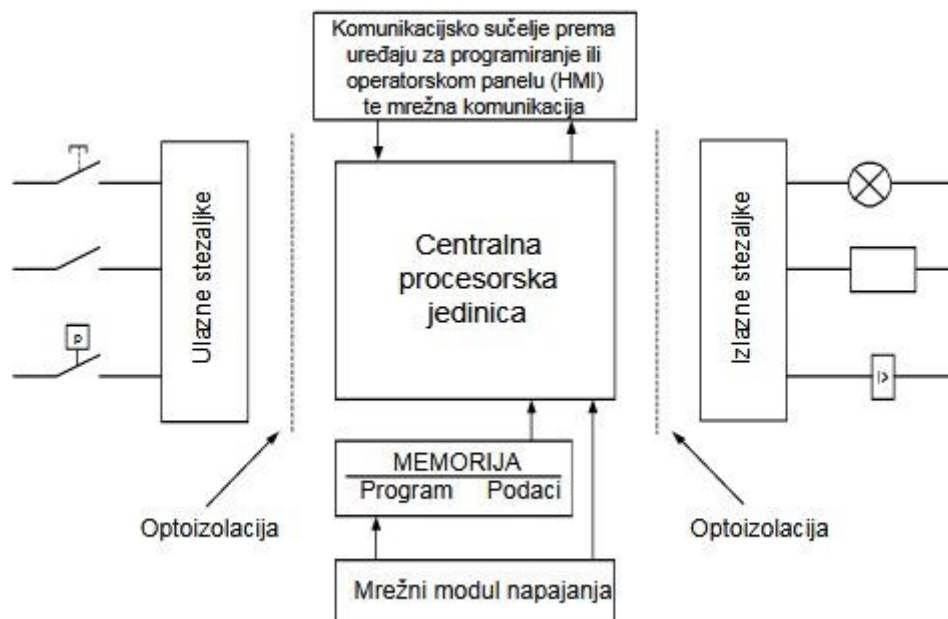 Komunikacijsko sučelje prema
uređaju za programiranje ili
operatorskom panelu (HMI)
te mrežna komunikacija
Ulazne stezaljke
Centralna
procesorska
jedinica
Izlazne stezaljke
p
MEMORIJA
Program Podaci
Optoizolacija
Optoizolacija
Mrežni modul napajanja